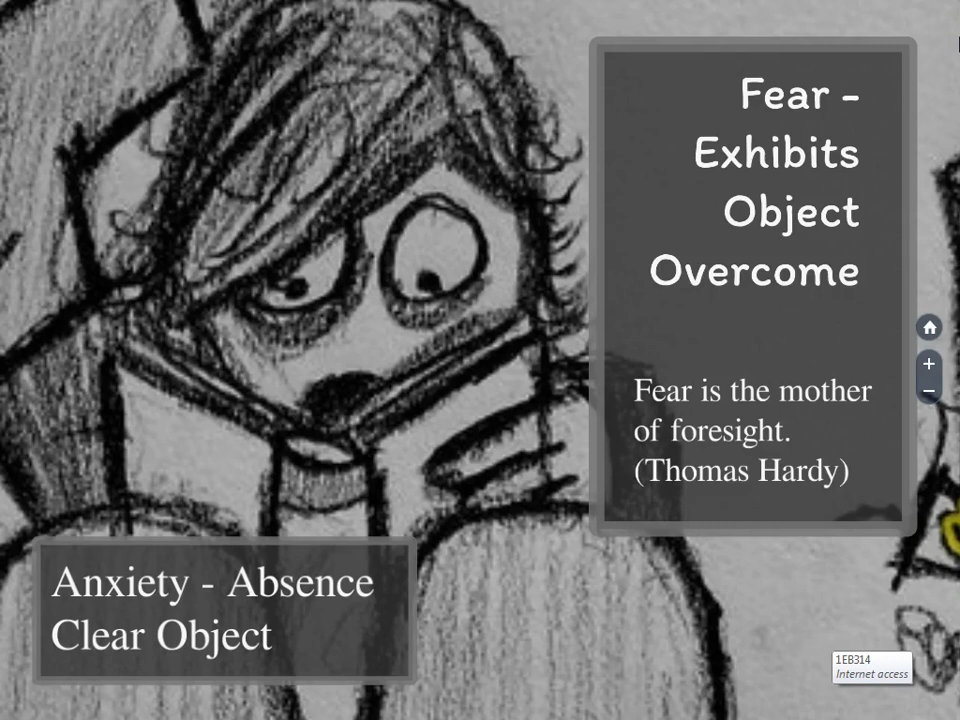 Fear -
Exhibits
Object
Overcome
Fear is the mother
of foresight.
(Thomas Hardy)
Anxiety - Absence
Clear Object
1EB314
Internet access